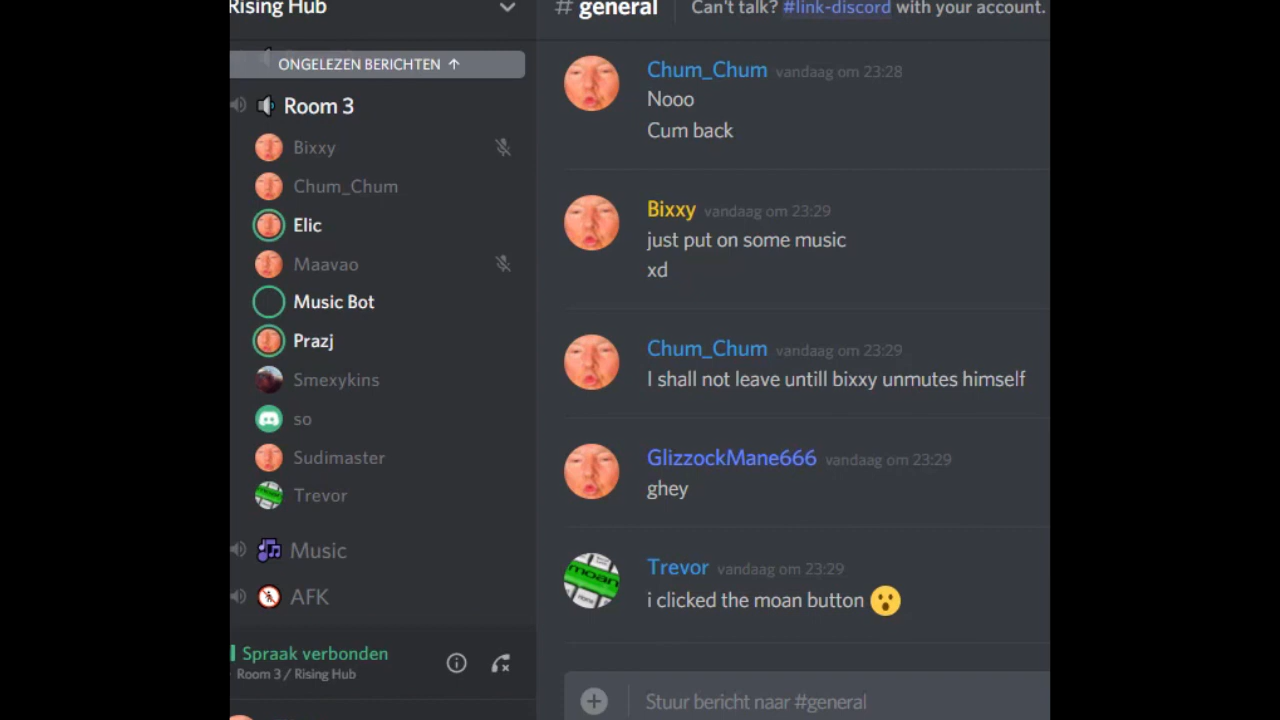 Rising Hub
ONGELEZEN BERICHTEN ↑
Room 3
Bixxy
Chum_Chum
Elic
Maavao
Music Bot
Prazj
Smexykins
so
Sudimaster
Trevor
Music
AFK
Spraak verbonden
Room 3 / Rising Hub
# general
Can't talk? #link-discord with your account.
Chum_Chum vandaag om 23:28
Nooo
Cum back
Bixxy vandaag om 23:29
just put on some music
xd
Chum_Chum vandaag om 23:29
I shall not leave untill bixxy unmutes himself
GlizzockMane666 vandaag om 23:29
ghey
moan
Home
Trevor vandaag om 23:29
i clicked the moan button 😮
Stuur bericht naar #general